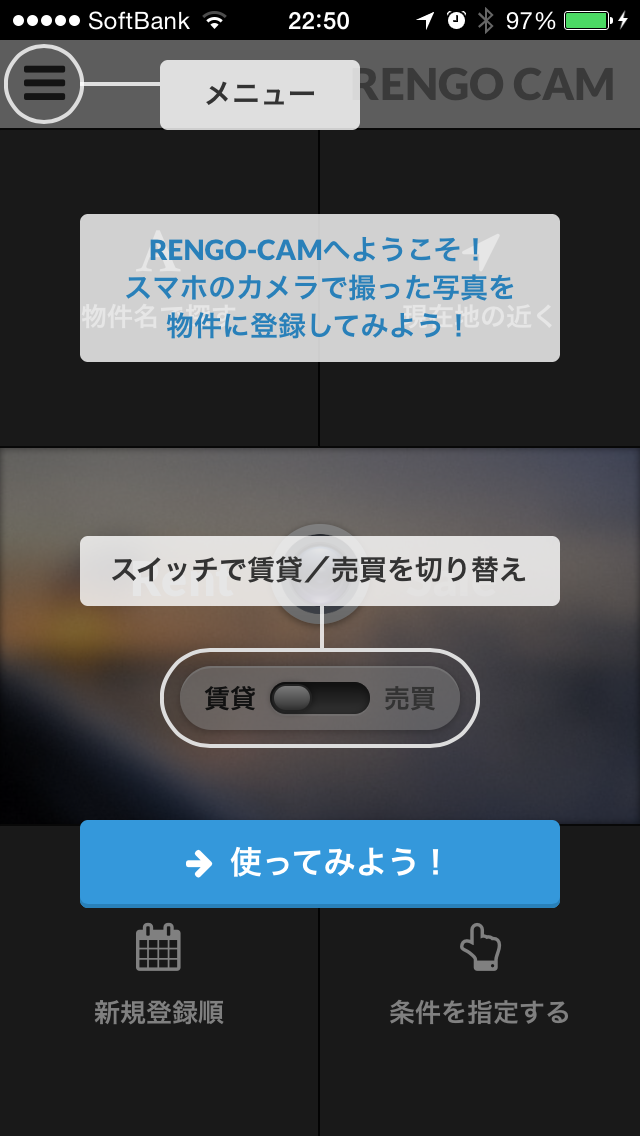 SoftBank 22:50 97%
メニュー
RENGO CAM
RENGO-CAMへようこそ！
スマホのカメラで撮った写真を
物件に登録してみよう！
物件名で探す
現在地の近く
スイッチで賃貸／売買を切り替え
賃貸 売買
使ってみよう！
新規登録順
条件を指定する